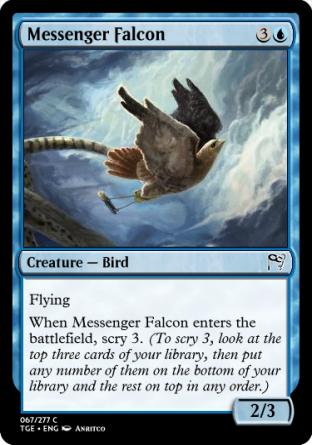 Messenger Falcon 3
Creature — Bird
Flying
When Messenger Falcon enters the
battlefield, scry 3. (To scry 3, look at the
top three cards of your library, then put
any number of them on the bottom of your
library and the rest on top in any order.)
2/3
067/277 C
TGE • ENG Anritco